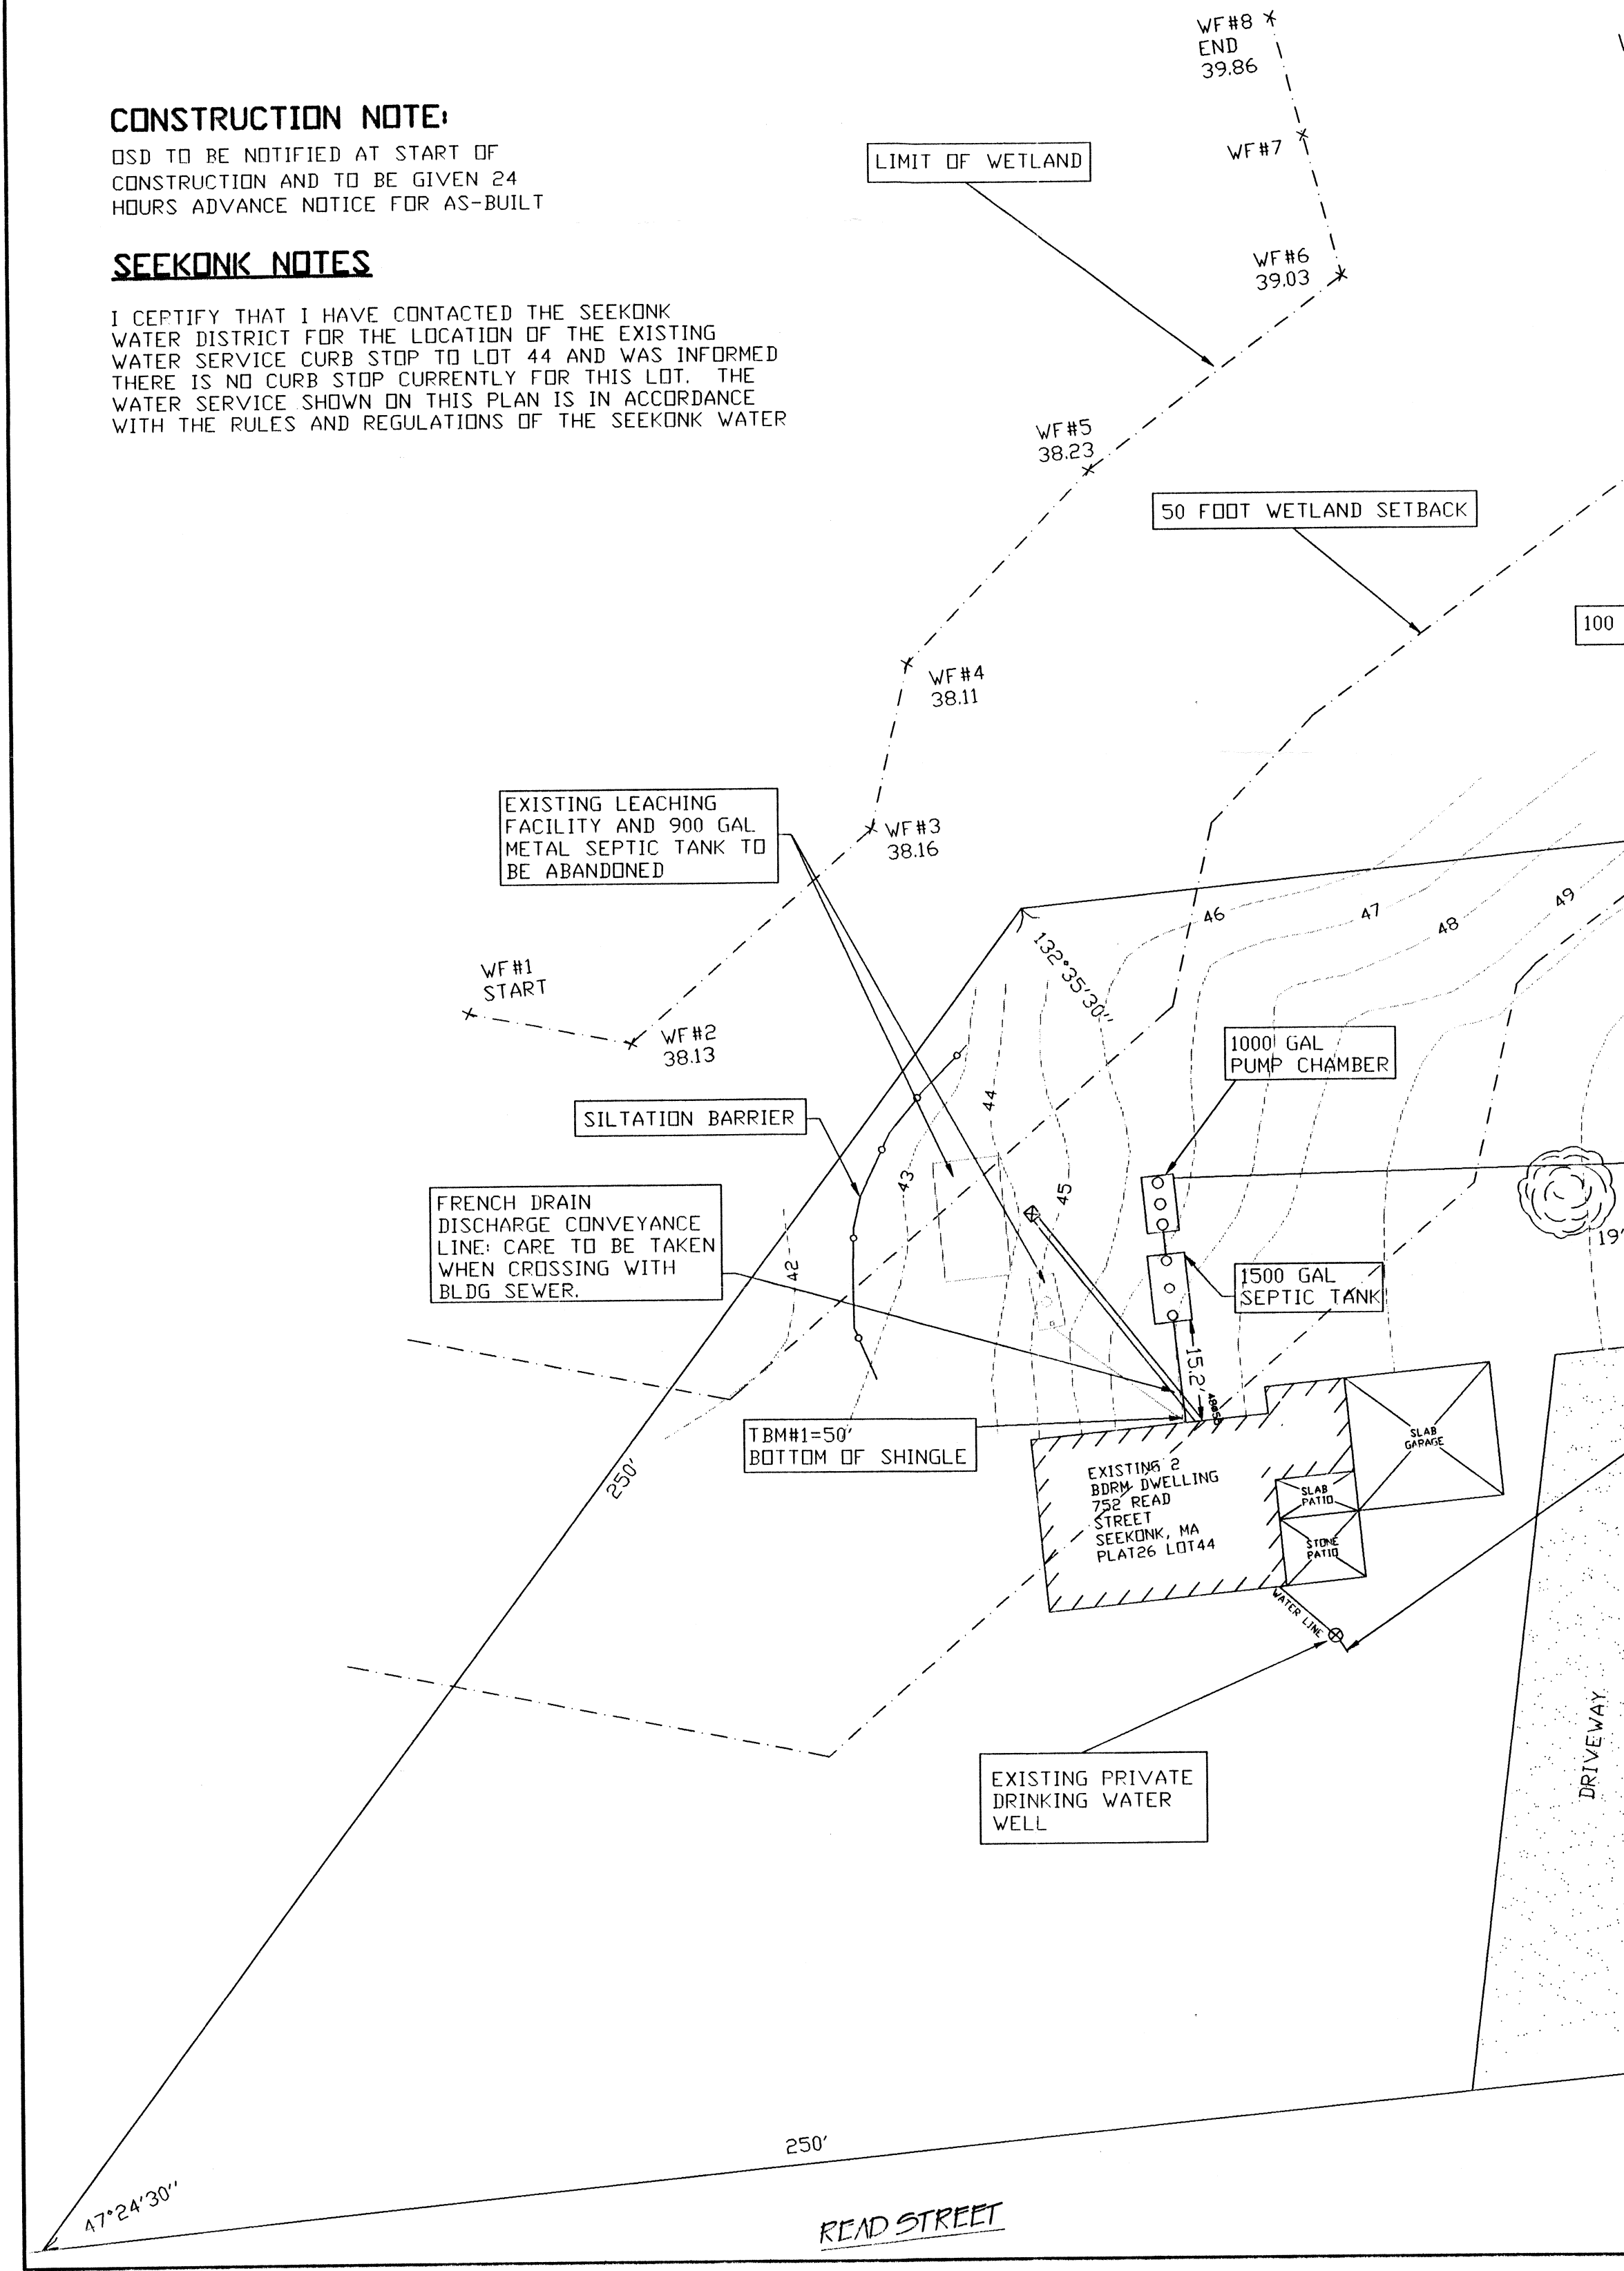 WF#8
END
39.86
CONSTRUCTION NOTE:
OSD TO BE NOTIFIED AT START OF
CONSTRUCTION AND TO BE GIVEN 24
HOURS ADVANCE NOTICE FOR AS-BUILT
LIMIT OF WETLAND
WF#7
SEEKONK NOTES
WF#6
39.03
I CERTIFY THAT I HAVE CONTACTED THE SEEKONK
WATER DISTRICT FOR THE LOCATION OF THE EXISTING
WATER SERVICE CURB STOP TO LOT 44 AND WAS INFORMED
THERE IS NO CURB STOP CURRENTLY FOR THIS LOT. THE
WATER SERVICE SHOWN ON THIS PLAN IS IN ACCORDANCE
WITH THE RULES AND REGULATIONS OF THE SEEKONK WATER
WF#5
38.23
50 FOOT WETLAND SETBACK
100
WF#4
38.11
EXISTING LEACHING
FACILITY AND 900 GAL
METAL SEPTIC TANK TO
BE ABANDONED
WF#3
38.16
46
47
48
49
132°35'30"
WF#1
START
WF#2
38.13
1000 GAL
PUMP CHAMBER
44
SILTATION BARRIER
43
45
FRENCH DRAIN
DISCHARGE CONVEYANCE
LINE: CARE TO BE TAKEN
WHEN CROSSING WITH
BLDG SEWER.
42
19'
1500 GAL
SEPTIC TANK
15.2'
TBM#1=50'
BOTTOM OF SHINGLE
SLAB
GARAGE
250'
EXISTING 2
BDRM DWELLING
752 READ
STREET
SEEKONK, MA
PLAT26 LOT44
SLAB
PATIO
STONE
PATIO
WATER LINE
DRIVEWAY
EXISTING PRIVATE
DRINKING WATER
WELL
250'
47°24'30"
READ STREET